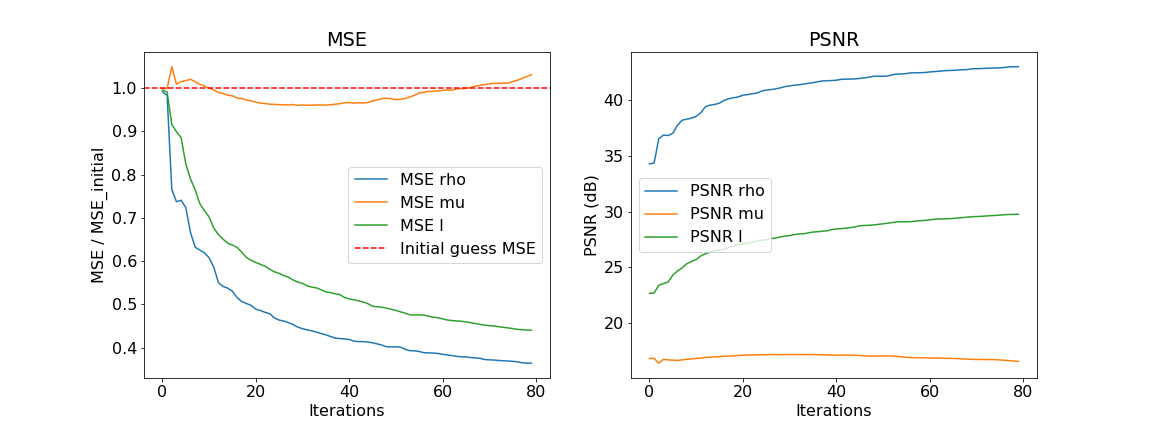 MSE
MSE / MSE_initial
1.0
0.9
0.8
0.7
0.6
0.5
0.4
MSE rho
MSE mu
MSE l
Initial guess MSE
0 20 40 60 80
Iterations
PSNR
PSNR (dB)
40
35
30
25
20
PSNR rho
PSNR mu
PSNR l
0 20 40 60 80
Iterations